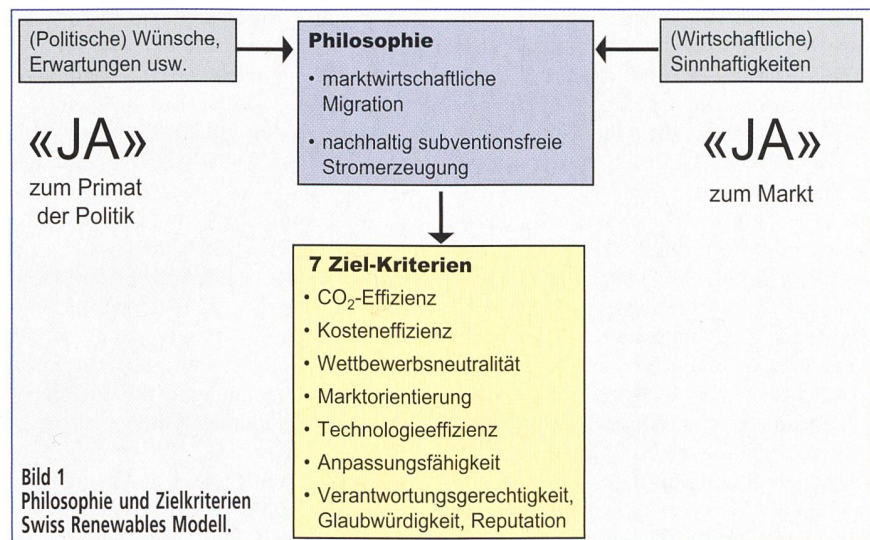 (Politische) Wünsche,
Erwartungen usw.
«JA»
zum Primat
der Politik
Philosophie
• marktwirtschaftliche
Migration
• nachhaltig subventionsfreie
Stromerzeugung
(Wirtschaftliche)
Sinnhaftigkeiten
«JA»
zum Markt
7 Ziel-Kriterien
• CO₂-Effizienz
• Kosteneffizienz
• Wettbewerbsneutralität
• Marktorientierung
• Technologieeffizienz
• Anpassungsfähigkeit
• Verantwortungsgerechtigkeit,
Glaubwürdigkeit, Reputation
Bild 1
Philosophie und Zielkriterien
Swiss Renewables Modell.